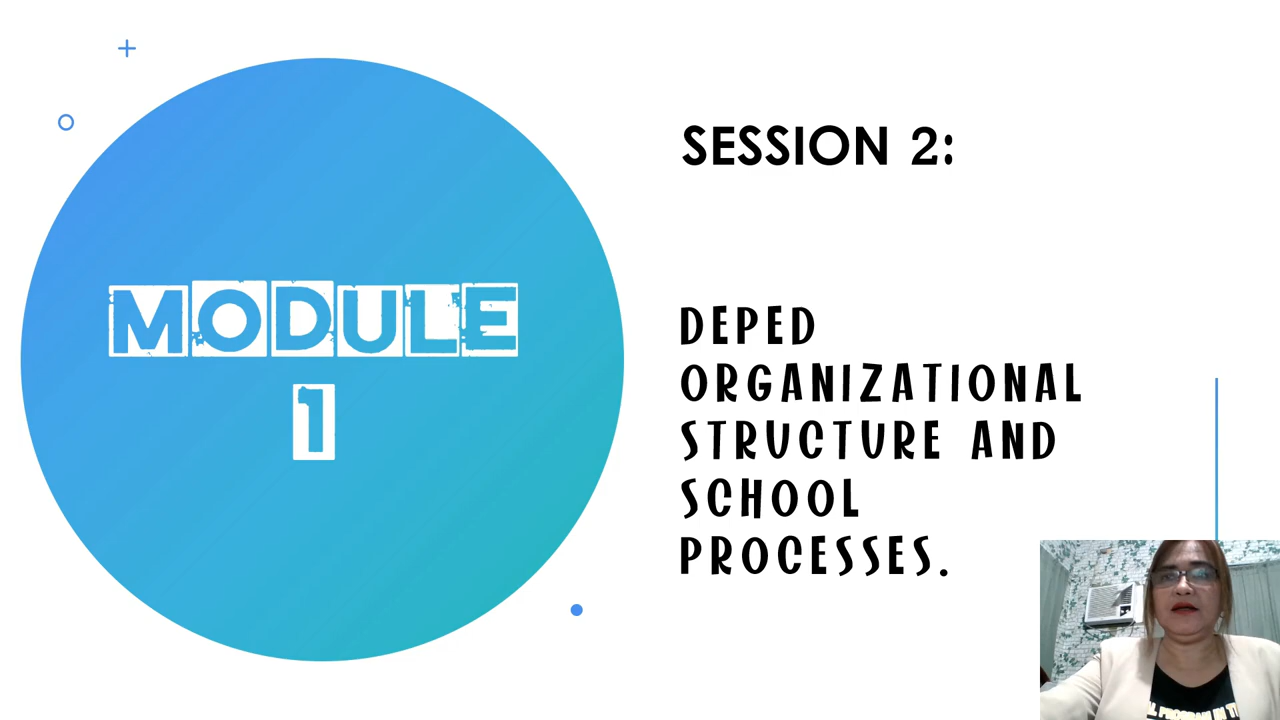 MODULE
1
SESSION 2:
DEPED
ORGANIZATIONAL
STRUCTURE AND
SCHOOL
PROCESSES.